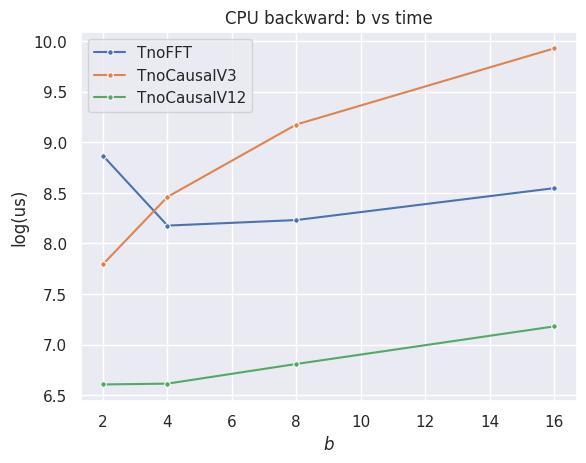 CPU backward: b vs time
TnoFFT
TnoCausalV3
TnoCausalV12
log(us)
10.0
9.5
9.0
8.5
8.0
7.5
7.0
6.5
2 4 6 8 10 12 14 16
b